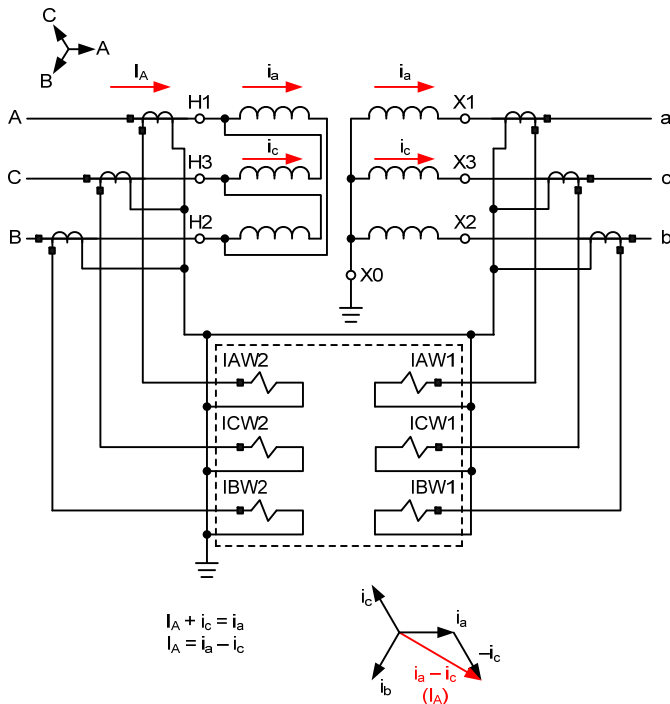 C
A
B
IA ia ia
A H1 X1 a
ic ic
C H3 X3 c
B H2 X2 b
X0
IAW2 IAW1
ICW2 ICW1
IBW2 IBW1
IA + ic = ia
IA = ia – ic
ic
ia
–ic
ia – ic
(IA)
ib